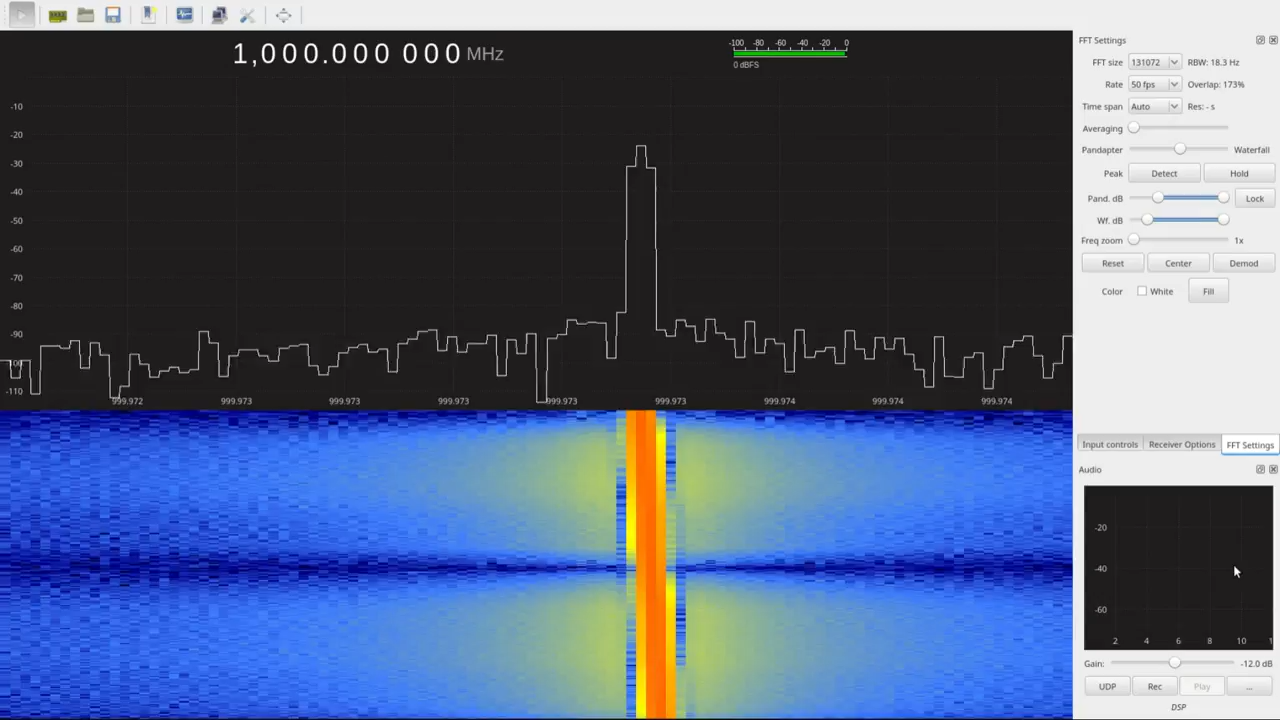 1,000.000 000 MHz
-100 -80 -60 -40 -20 0
0 dBFS
-10
-20
-30
-40
-50
-60
-70
-80
-90
-100
-110
999.972 999.973 999.973 999.973 999.973 999.973 999.974 999.974 999.974
FFT Settings
FFT size 131072 RBW: 18.3 Hz
Rate 50 fps Overlap: 173%
Time span Auto Res: - s
Averaging
Pandapter Waterfall
Peak Detect Hold
Pand. dB Lock
Wf. dB
Freq zoom 1x
Reset Center Demod
Color White Fill
Input controls Receiver Options FFT Settings
Audio
-20
-40
-60
2 4 6 8 10 1
Gain: -12.0 dB
UDP Rec Play ...
DSP